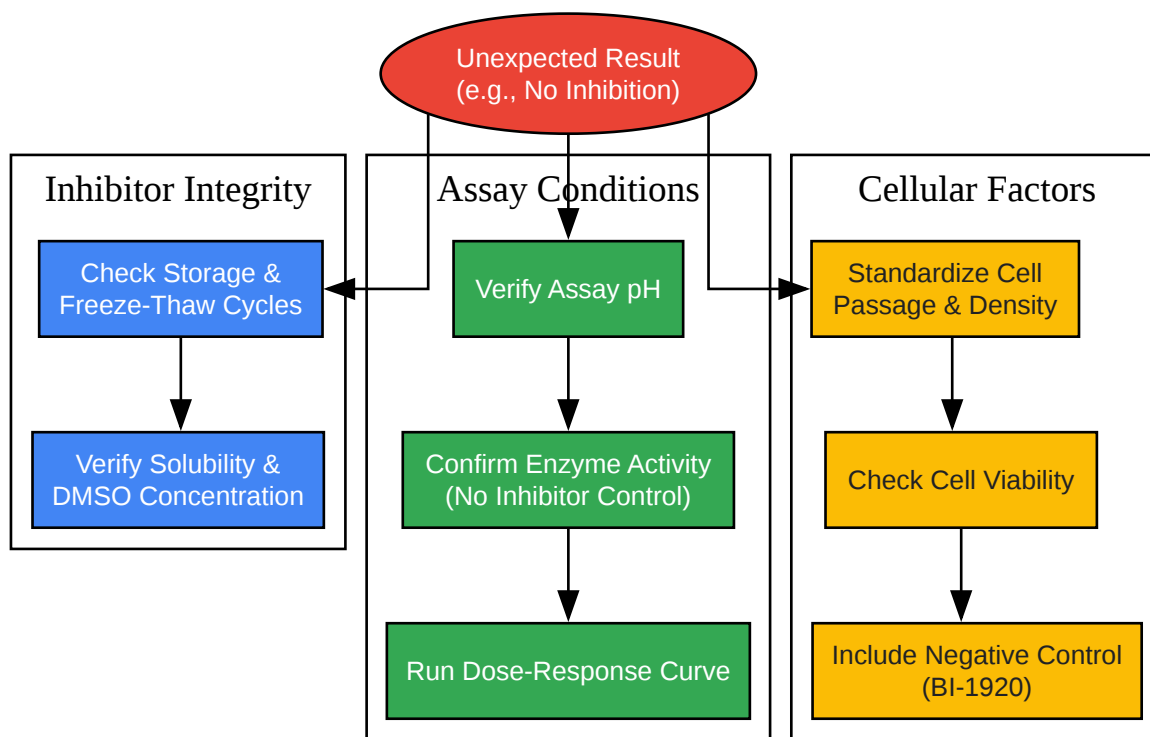 Unexpected Result
(e.g., No Inhibition)
Inhibitor Integrity
Check Storage &
Freeze-Thaw Cycles
Verify Solubility &
DMSO Concentration
Assay Conditions
Verify Assay pH
Confirm Enzyme Activity
(No Inhibitor Control)
Run Dose-Response Curve
Cellular Factors
Standardize Cell
Passage & Density
Check Cell Viability
Include Negative Control
(BI-1920)